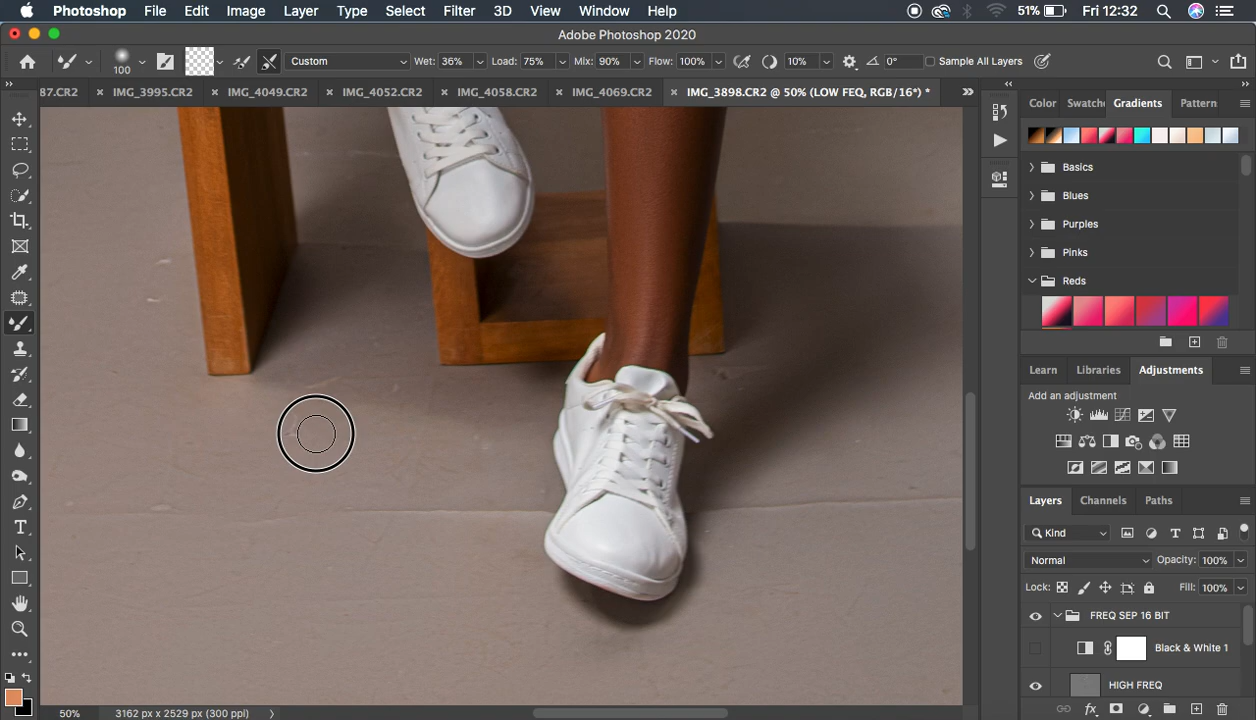 Photoshop File Edit Image Layer Type Select Filter 3D View Window Help 51% Fri 12:32
Adobe Photoshop 2020
100 Custom Wet: 36% Load: 75% Mix: 90% Flow: 100% 10% 0° Sample All Layers
87.CR2 × IMG_3995.CR2 × IMG_4049.CR2 × IMG_4052.CR2 × IMG_4058.CR2 × IMG_4069.CR2 × IMG_3898.CR2 @ 50% (LOW FEQ, RGB/16*) *
Color Swatche Gradients Pattern
Basics
Blues
Purples
Pinks
Reds
Learn Libraries Adjustments
Add an adjustment
Layers Channels Paths
Kind
Normal Opacity: 100%
Lock: Fill: 100%
FREQ SEP 16 BIT
Black & White 1
HIGH FREQ
50% 3162 px x 2529 px (300 ppi)